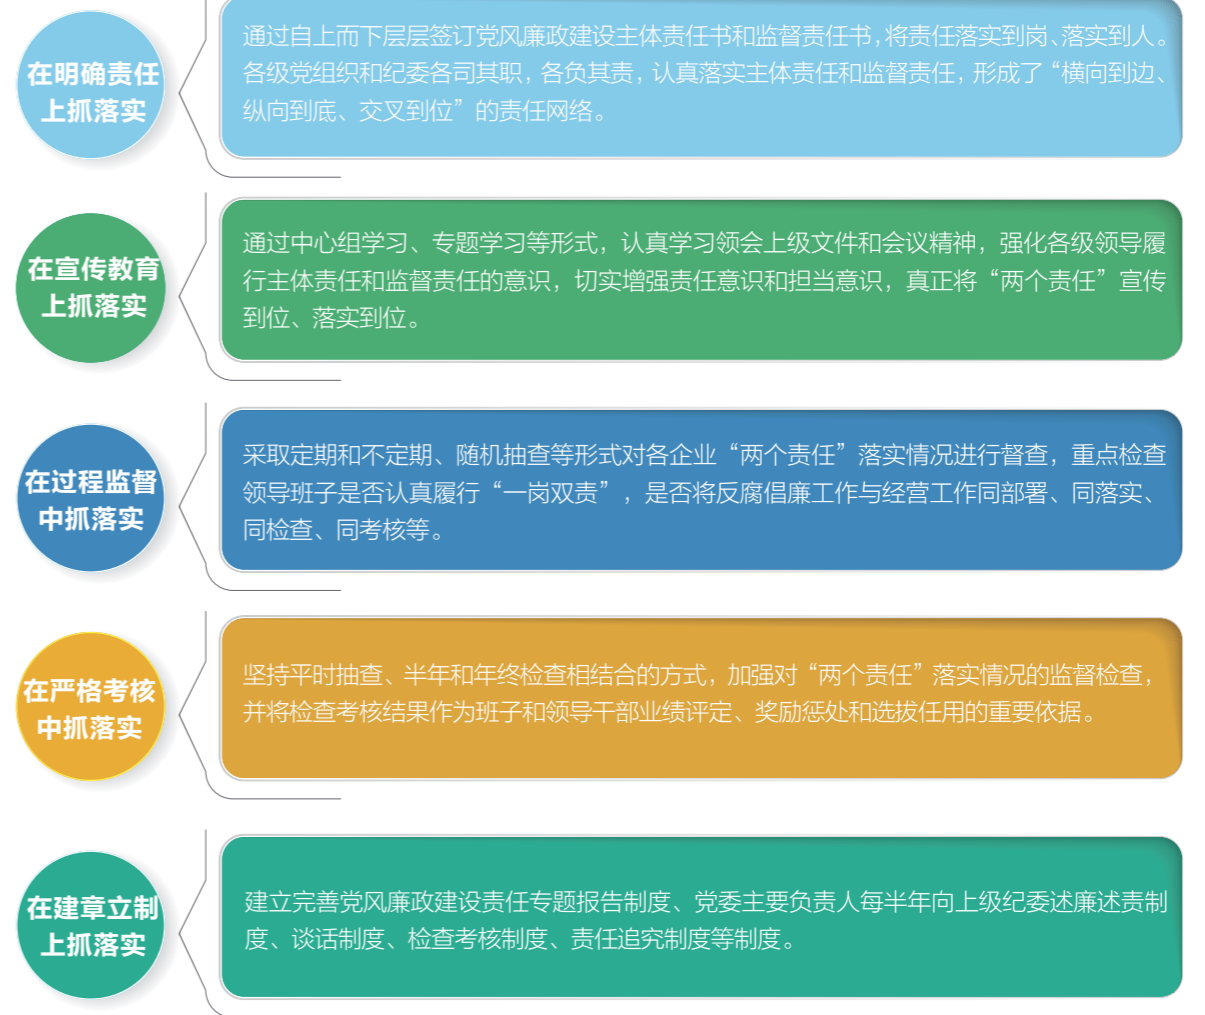 在明确责任
上抓落实
通过自上而下层层签订党风廉政建设主体责任书和监督责任书，将责任落实到岗、落实到人。
各级党组织和纪委各司其职，各负其责，认真落实主体责任和监督责任，形成了“横向到边、
纵向到底、交叉到位”的责任网络。
在宣传教育
上抓落实
通过中心组学习、专题学习等形式，认真学习领会上级文件和会议精神，强化各级领导履
行主体责任和监督责任的意识，切实增强责任意识和担当意识，真正将“两个责任”宣传
到位、落实到位。
在过程监督
中抓落实
采取定期和不定期、随机抽查等形式对各企业“两个责任”落实情况进行督查，重点检查
领导班子是否认真履行“一岗双责”，是否将反腐倡廉工作与经营工作同部署、同落实、
同检查、同考核等。
在严格考核
中抓落实
坚持平时抽查、半年和年终检查相结合的方式，加强对“两个责任”落实情况的监督检查，
并将检查考核结果作为班子和领导干部业绩评定、奖励惩处和选拔任用的重要依据。
在建章立制
上抓落实
建立完善党风廉政建设责任专题报告制度、党委主要负责人每半年向上级纪委述廉述责制
度、谈话制度、检查考核制度、责任追究制度等制度。